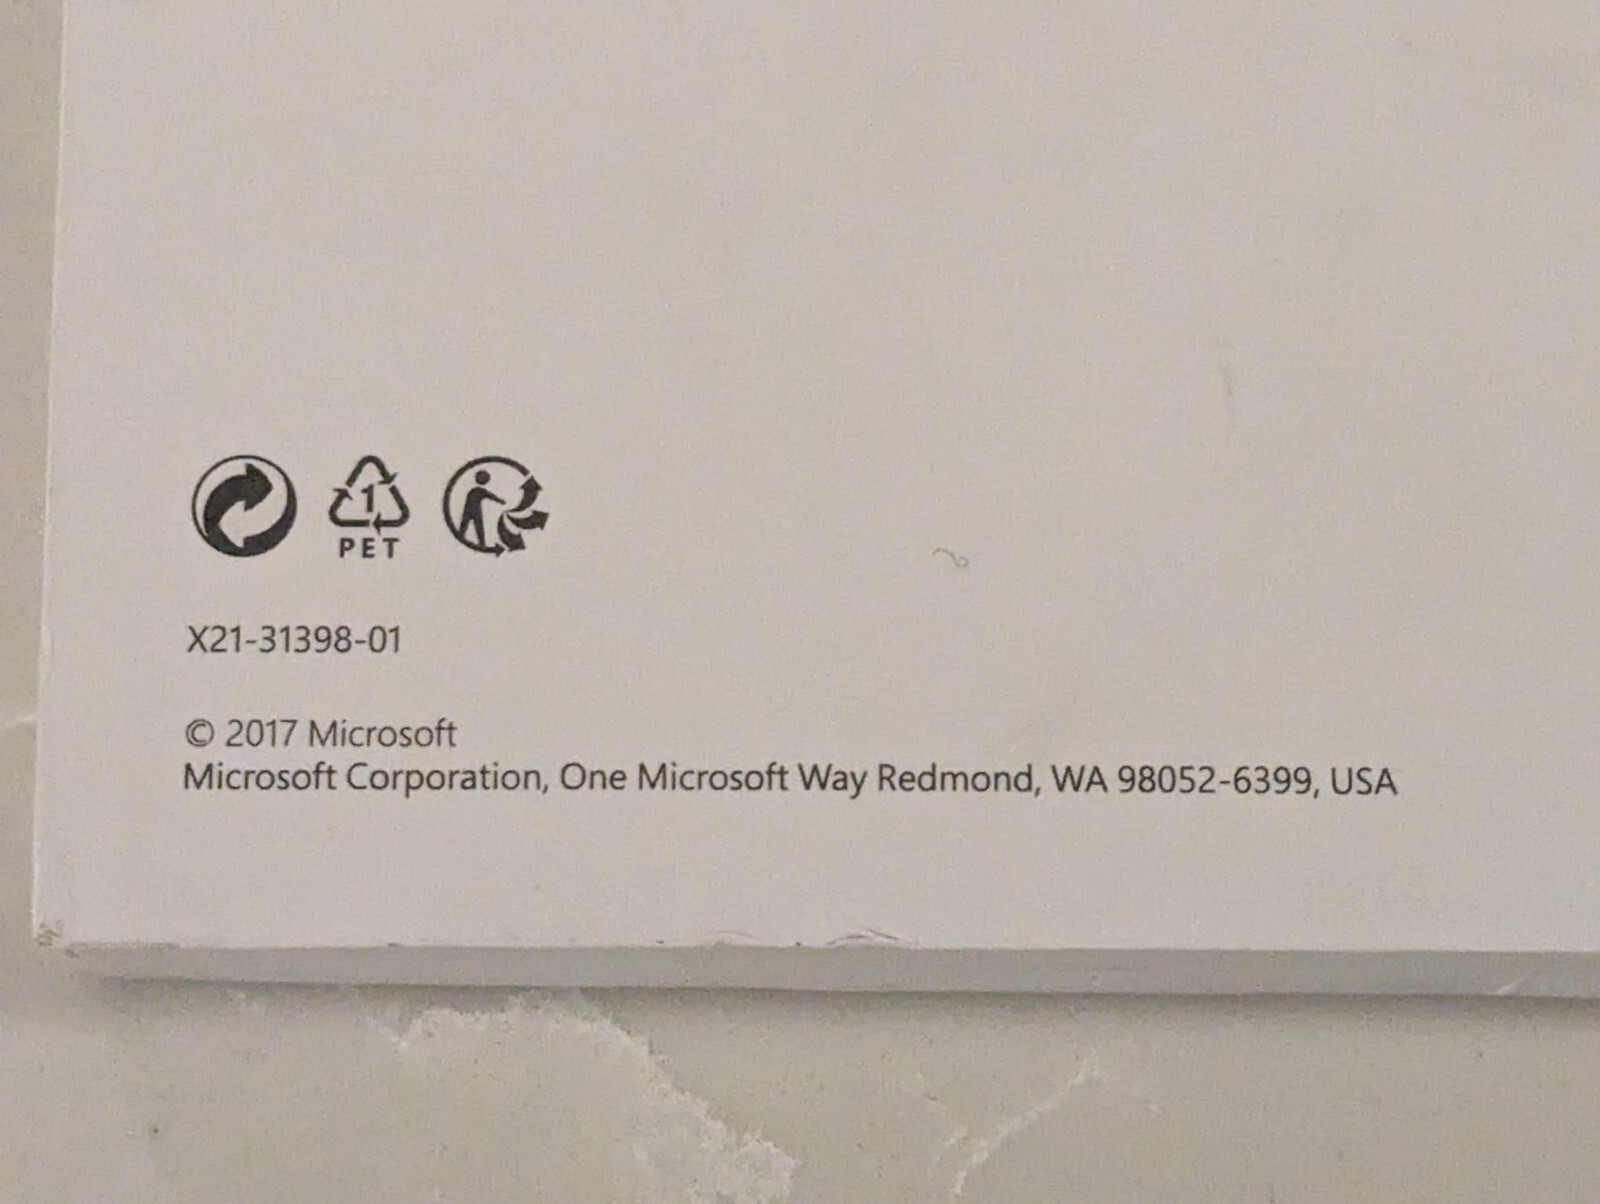 1
PET
X21-31398-01
© 2017 Microsoft
Microsoft Corporation, One Microsoft Way Redmond, WA 98052-6399, USA